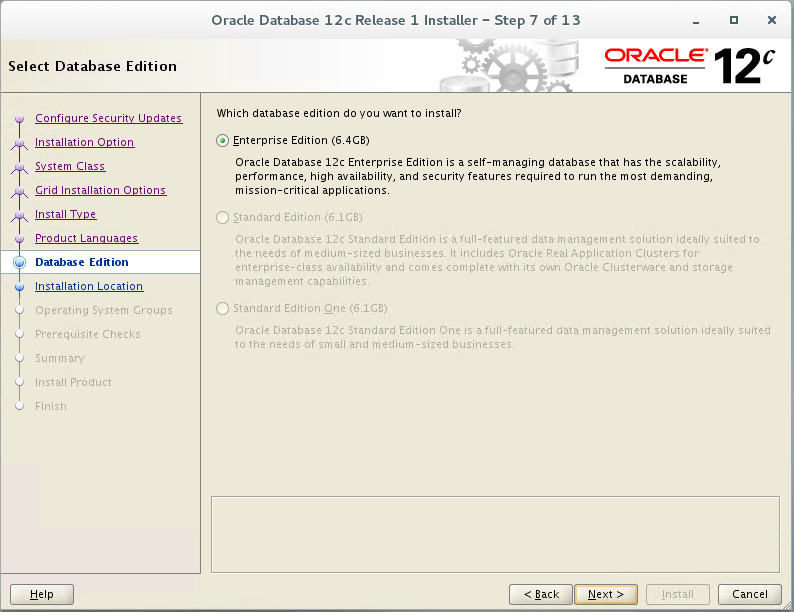 Oracle Database 12c Release 1 Installer – Step 7 of 13
Select Database Edition
ORACLE®
DATABASE
12c
Configure Security Updates
Installation Option
System Class
Grid Installation Options
Install Type
Product Languages
Database Edition
Installation Location
Operating System Groups
Prerequisite Checks
Summary
Install Product
Finish
Which database edition do you want to install?
Enterprise Edition (6.4GB)
Oracle Database 12c Enterprise Edition is a self-managing database that has the scalability,
performance, high availability, and security features required to run the most demanding,
mission-critical applications.
Standard Edition (6.1GB)
Oracle Database 12c Standard Edition is a full-featured data management solution ideally suited to
the needs of medium-sized businesses. It includes Oracle Real Application Clusters for
enterprise-class availability and comes complete with its own Oracle Clusterware and storage
management capabilities.
Standard Edition One (6.1GB)
Oracle Database 12c Standard Edition One is a full-featured data management solution ideally suited
to the needs of small and medium-sized businesses.
Help
< Back
Next >
Install
Cancel